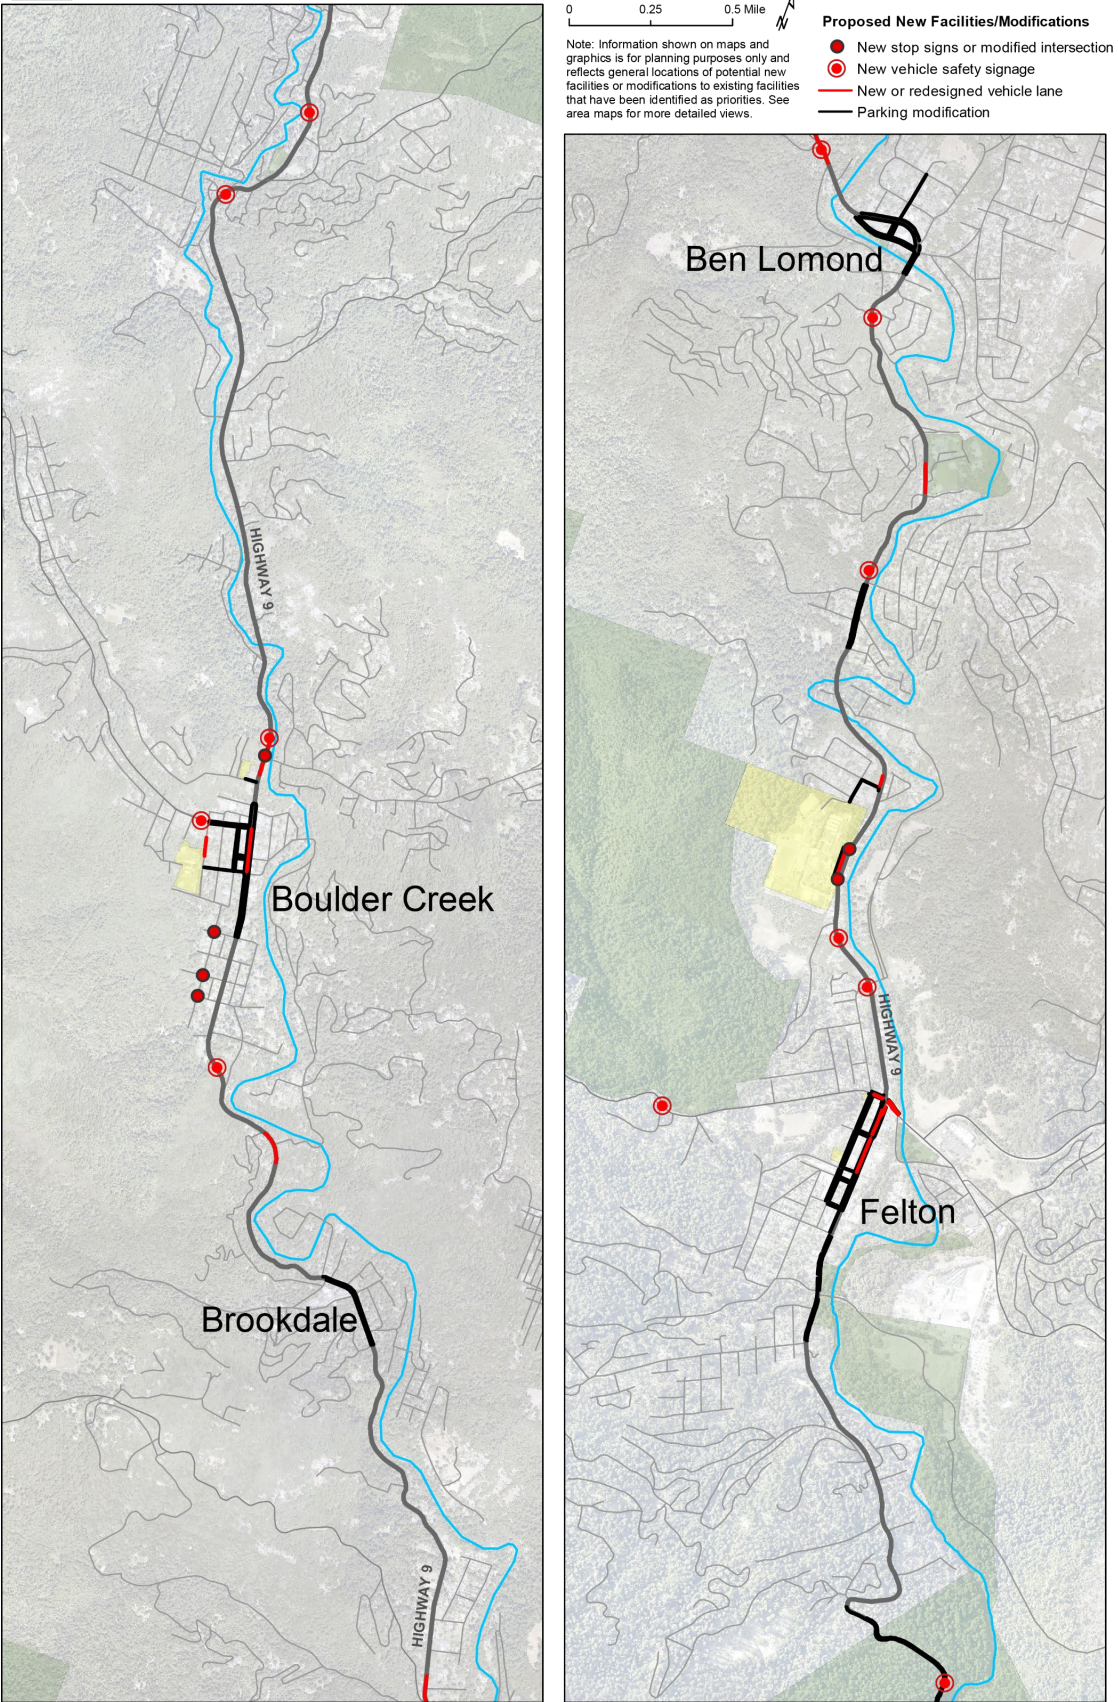 0 0.25 0.5 Mile
N
Note: Information shown on maps and
graphics is for planning purposes only and
reflects general locations of potential new
facilities or modifications to existing facilities
that have been identified as priorities. See
area maps for more detailed views.
Proposed New Facilities/Modifications
New stop signs or modified intersection
New vehicle safety signage
New or redesigned vehicle lane
Parking modification
HIGHWAY 9
Boulder Creek
Brookdale
HIGHWAY 9
Ben Lomond
HIGHWAY 9
Felton